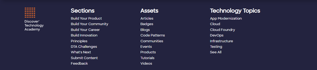 Discover
Technology
Academy
Sections
Build Your Product
Build Your Community
Build Your Career
Build Innovation
Principles
DTA Challenges
What's Next
Submit Content
Feedback
Assets
Articles
Badges
Blogs
Code Patterns
Communities
Events
Products
Tutorials
Videos
Technology Topics
App Modernisation
Cloud
Cloud Foundry
DevOps
Infrastructure
Testing
See All